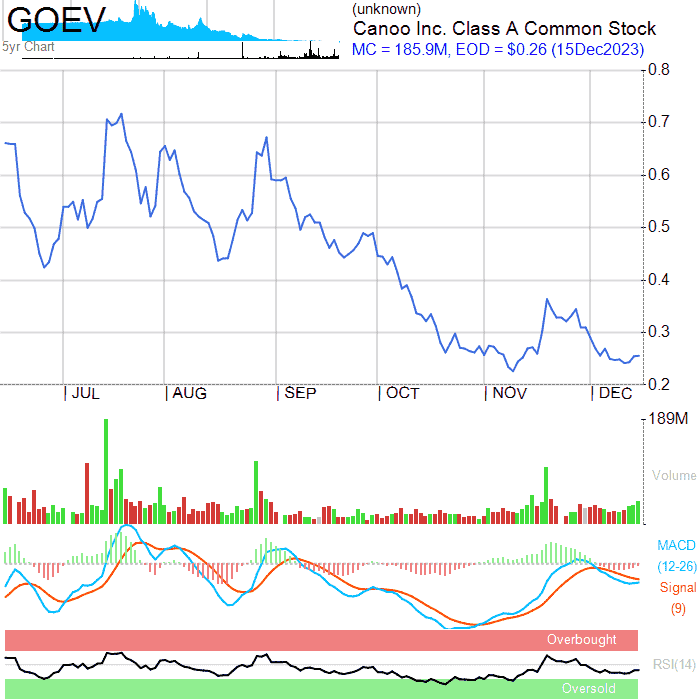 GOEV
(unknown)
Canoo Inc. Class A Common Stock
5yr Chart
MC = 185.9M, EOD = $0.26 (15Dec2023)
0.8
0.7
0.6
0.5
0.4
0.3
0.2
| JUL | AUG | SEP | OCT | NOV | DEC
189M
Volume
MACD
(12-26)
Signal
(9)
Overbought
RSI(14)
Oversold